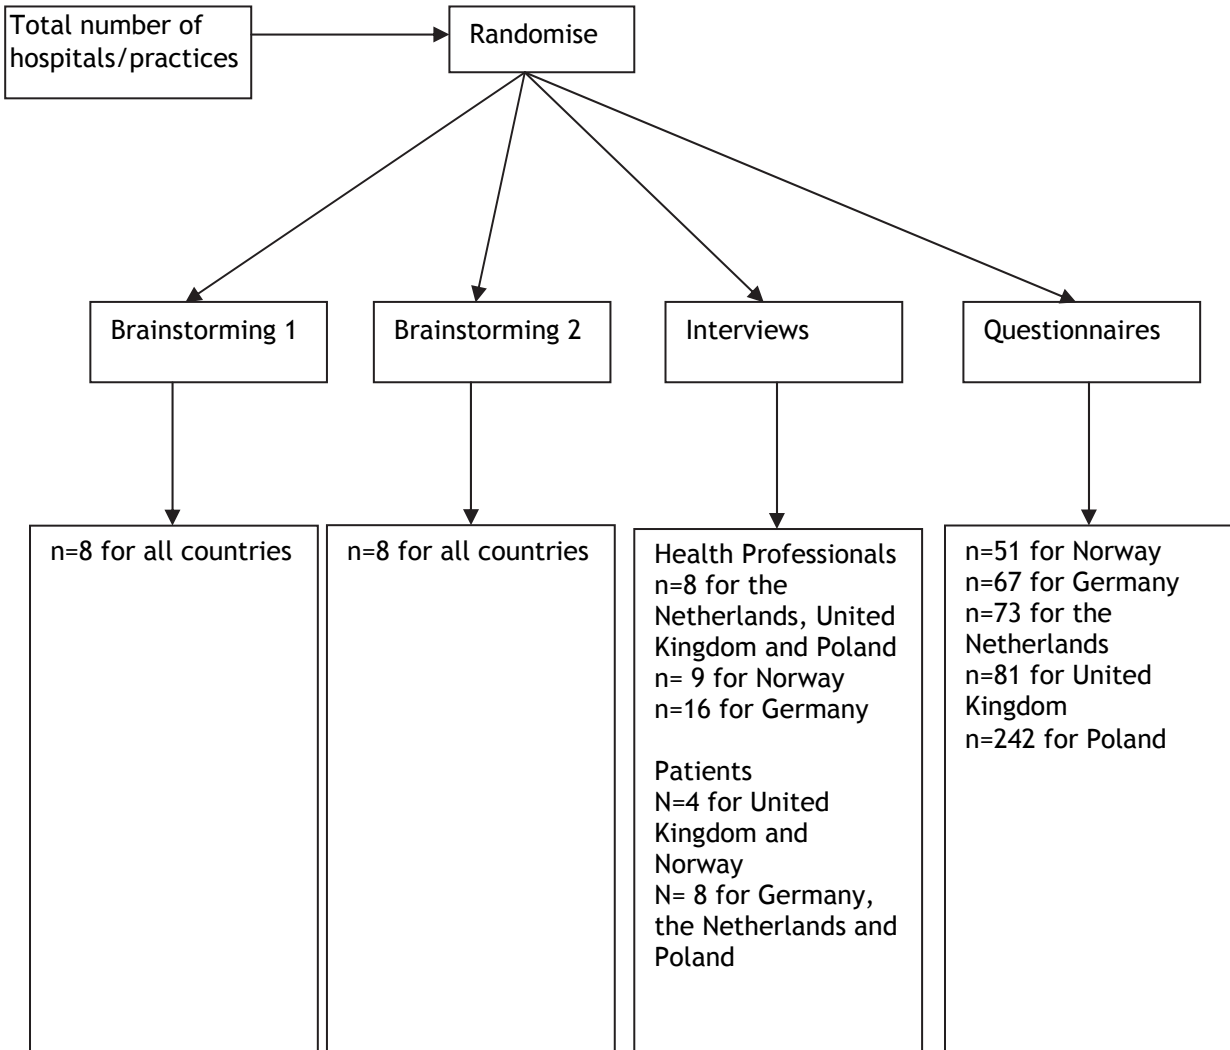 Total number of
hospitals/practices
Randomise
Brainstorming 1
Brainstorming 2
Interviews
Questionnaires
n=8 for all countries
n=8 for all countries
Health Professionals
n=8 for the
Netherlands, United
Kingdom and Poland
n= 9 for Norway
n=16 for Germany
Patients
N=4 for United
Kingdom and
Norway
N= 8 for Germany,
the Netherlands and
Poland
n=51 for Norway
n=67 for Germany
n=73 for the
Netherlands
n=81 for United
Kingdom
n=242 for Poland